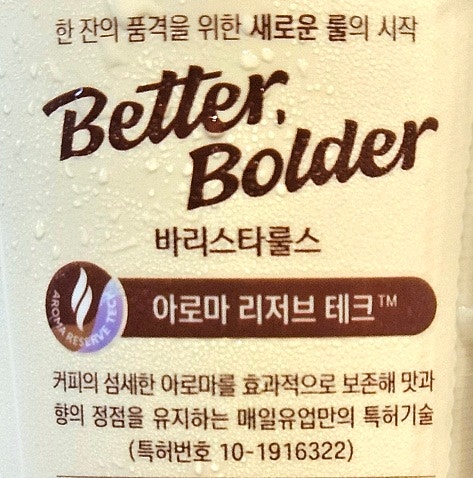 한 잔의 품격을 위한 새로운 룰의 시작
Better,
Bolder
바리스타룰스
AROMA RESERVE TECH
아로마 리저브 테크™
커피의 섬세한 아로마를 효과적으로 보존해 맛과
향의 정점을 유지하는 매일유업만의 특허기술
(특허번호 10-1916322)